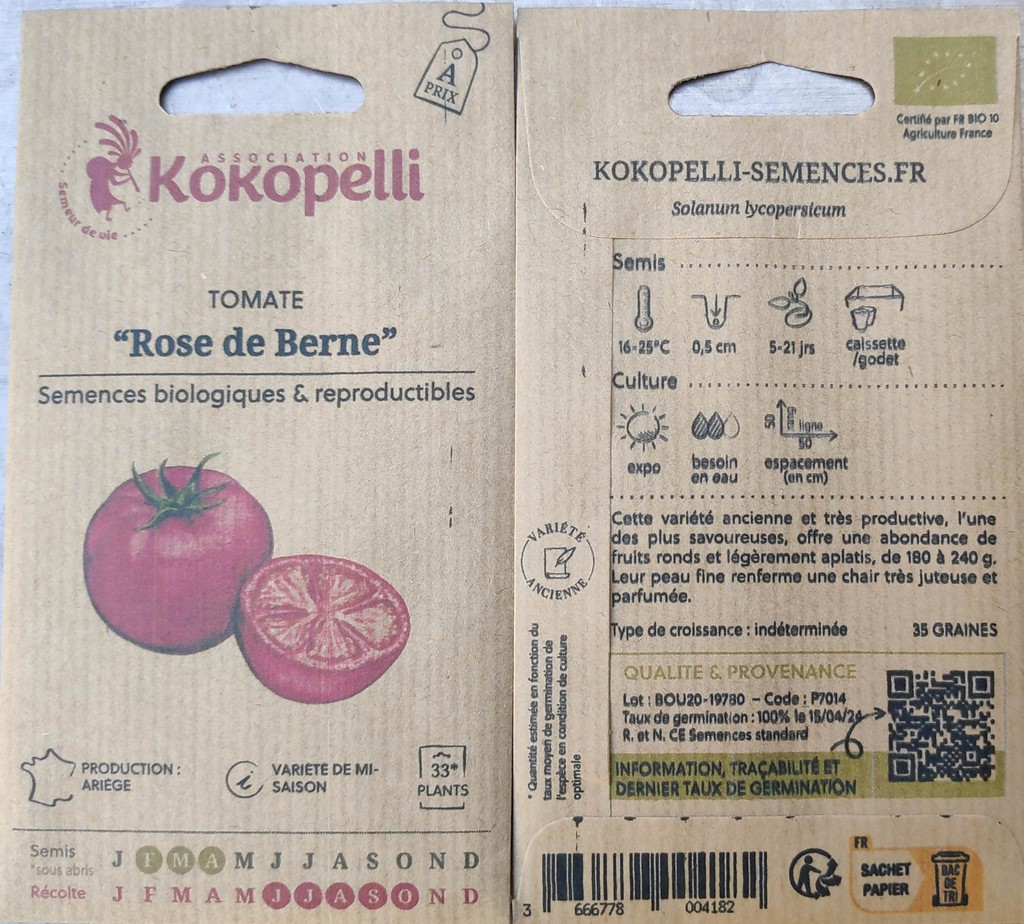 A
PRIX
ASSOCIATION
Kokopelli
Semeur de vie
TOMATE
“Rose de Berne”
Semences biologiques & reproductibles
PRODUCTION :
ARIÈGE
i
VARIÉTÉ DE MI-
SAISON
33*
PLANTS
Semis
*sous abris
J F M A M J J A S O N D
Récolte
J F M A M J J A S O N D
Certifié par FR BIO 10
Agriculture France
KOKOPELLI-SEMENCES.FR
Solanum lycopersicum
Semis
16-25°C
0,5 cm
5-21 jrs
caissette
/godet
Culture
50
ligne
50
expo
besoin
en eau
espacement
(en cm)
VARIÉTÉ
ANCIENNE
Cette variété ancienne et très productive, l’une
des plus savoureuses, offre une abondance de
fruits ronds et légèrement aplatis, de 180 à 240 g.
Leur peau fine renferme une chair très juteuse et
parfumée.
Type de croissance : indéterminée
35 GRAINES
* Quantité estimée en fonction du
taux moyen de germination de
l'espèce en condition de culture
optimale
QUALITE & PROVENANCE
Lot : BOU20-19780 – Code : P7014
Taux de germination : 100% le 15/04/24
R. et N. CE Semences standard
INFORMATION, TRAÇABILITÉ ET
DERNIER TAUX DE GERMINATION
3 666778 004182
FR
SACHET
PAPIER
BAC
DE
TRI